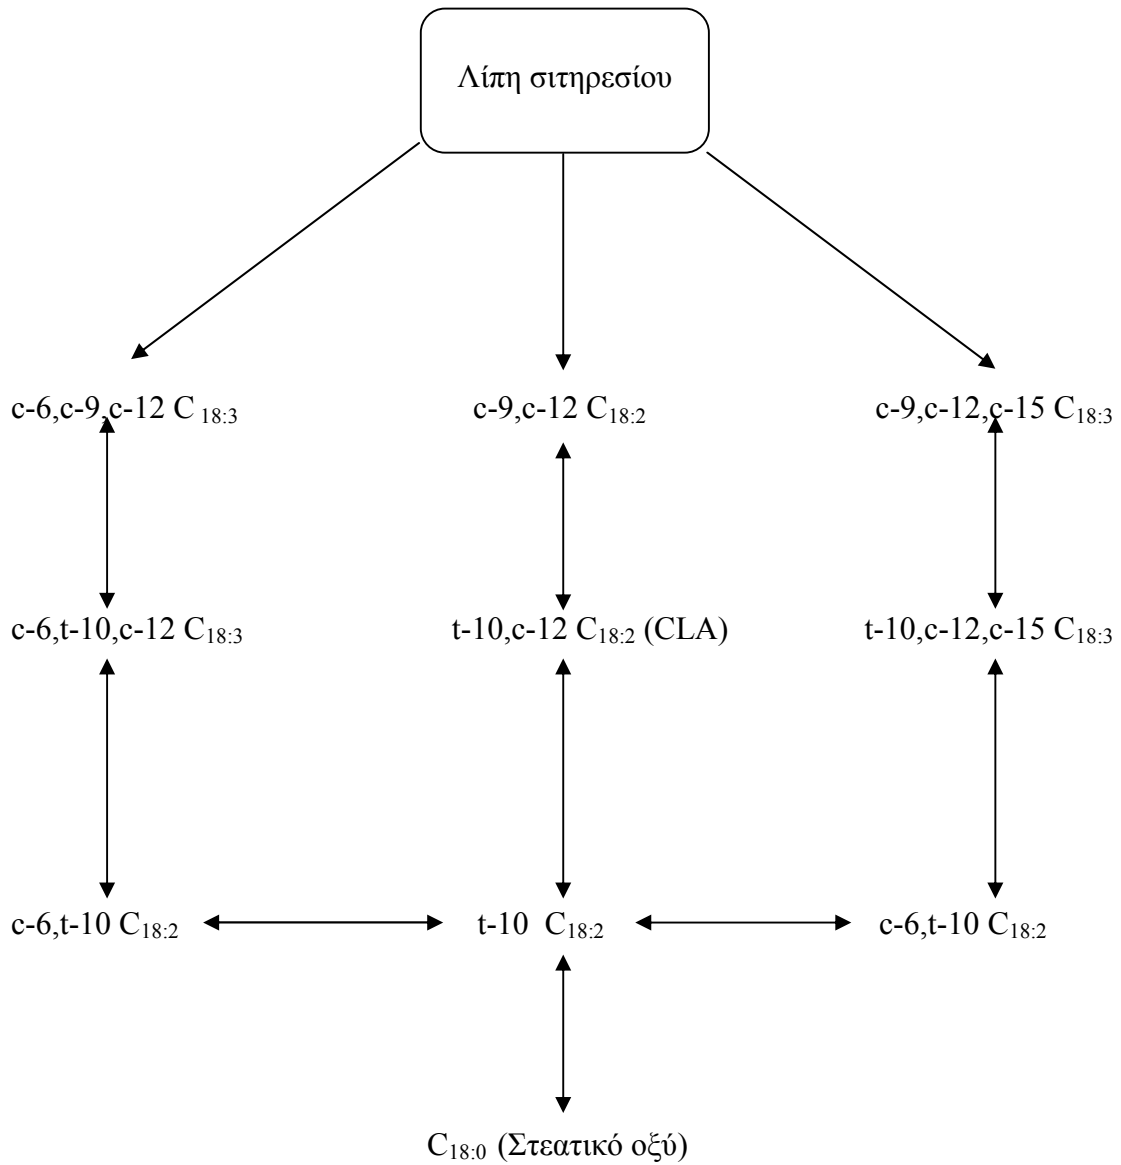 Λίπη σιτηρεσίου
c-6,c-9,c-12 C 18:3
c-9,c-12 C18:2
c-9,c-12,c-15 C18:3
c-6,t-10,c-12 C18:3
t-10,c-12 C18:2 (CLA)
t-10,c-12,c-15 C18:3
c-6,t-10 C18:2
t-10 C18:2
c-6,t-10 C18:2
C18:0 (Στεατικό οξύ)